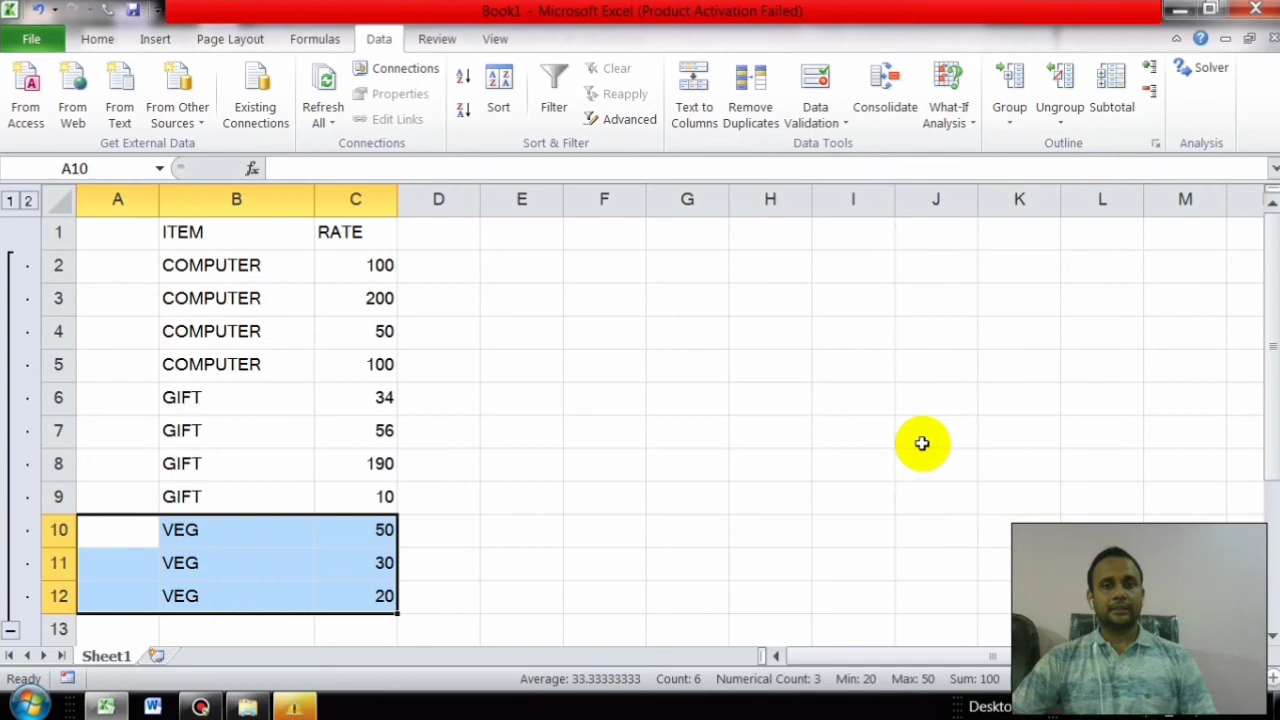 Book1 - Microsoft Excel (Product Activation Failed)
File Home Insert Page Layout Formulas Data Review View
From Access
From Web
From Text
From Other Sources
Existing Connections
Get External Data
Refresh All
Connections
Properties
Edit Links
Connections
Sort
Filter
Clear
Reapply
Advanced
Sort & Filter
Text to Columns
Remove Duplicates
Data Validation
Consolidate
What-If Analysis
Data Tools
Group
Ungroup
Subtotal
Outline
Solver
Analysis
A10 fx
1 2 A B C D E F G H I J K L M
1 ITEM RATE
2 COMPUTER 100
3 COMPUTER 200
4 COMPUTER 50
5 COMPUTER 100
6 GIFT 34
7 GIFT 56
8 GIFT 190
9 GIFT 10
10 VEG 50
11 VEG 30
12 VEG 20
13
Sheet1
Ready Average: 33.33333333 Count: 6 Numerical Count: 3 Min: 20 Max: 50 Sum: 100